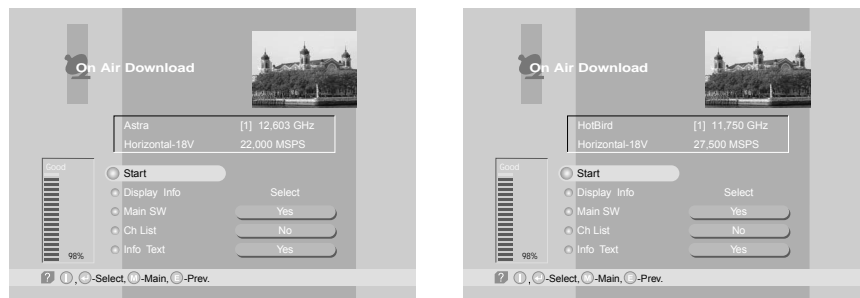 On Air Download
Astra [1] 12,603 GHz
Horizontal-18V 22,000 MSPS
Good
Start
Display Info Select
Main SW Yes
Ch List No
Info Text Yes
98%
? , -Select, M -Main, E -Prev.
On Air Download
HotBird [1] 11,750 GHz
Horizontal-18V 27,500 MSPS
Good
Start
Display Info Select
Main SW Yes
Ch List No
Info Text Yes
98%
? , -Select, M -Main, E -Prev.